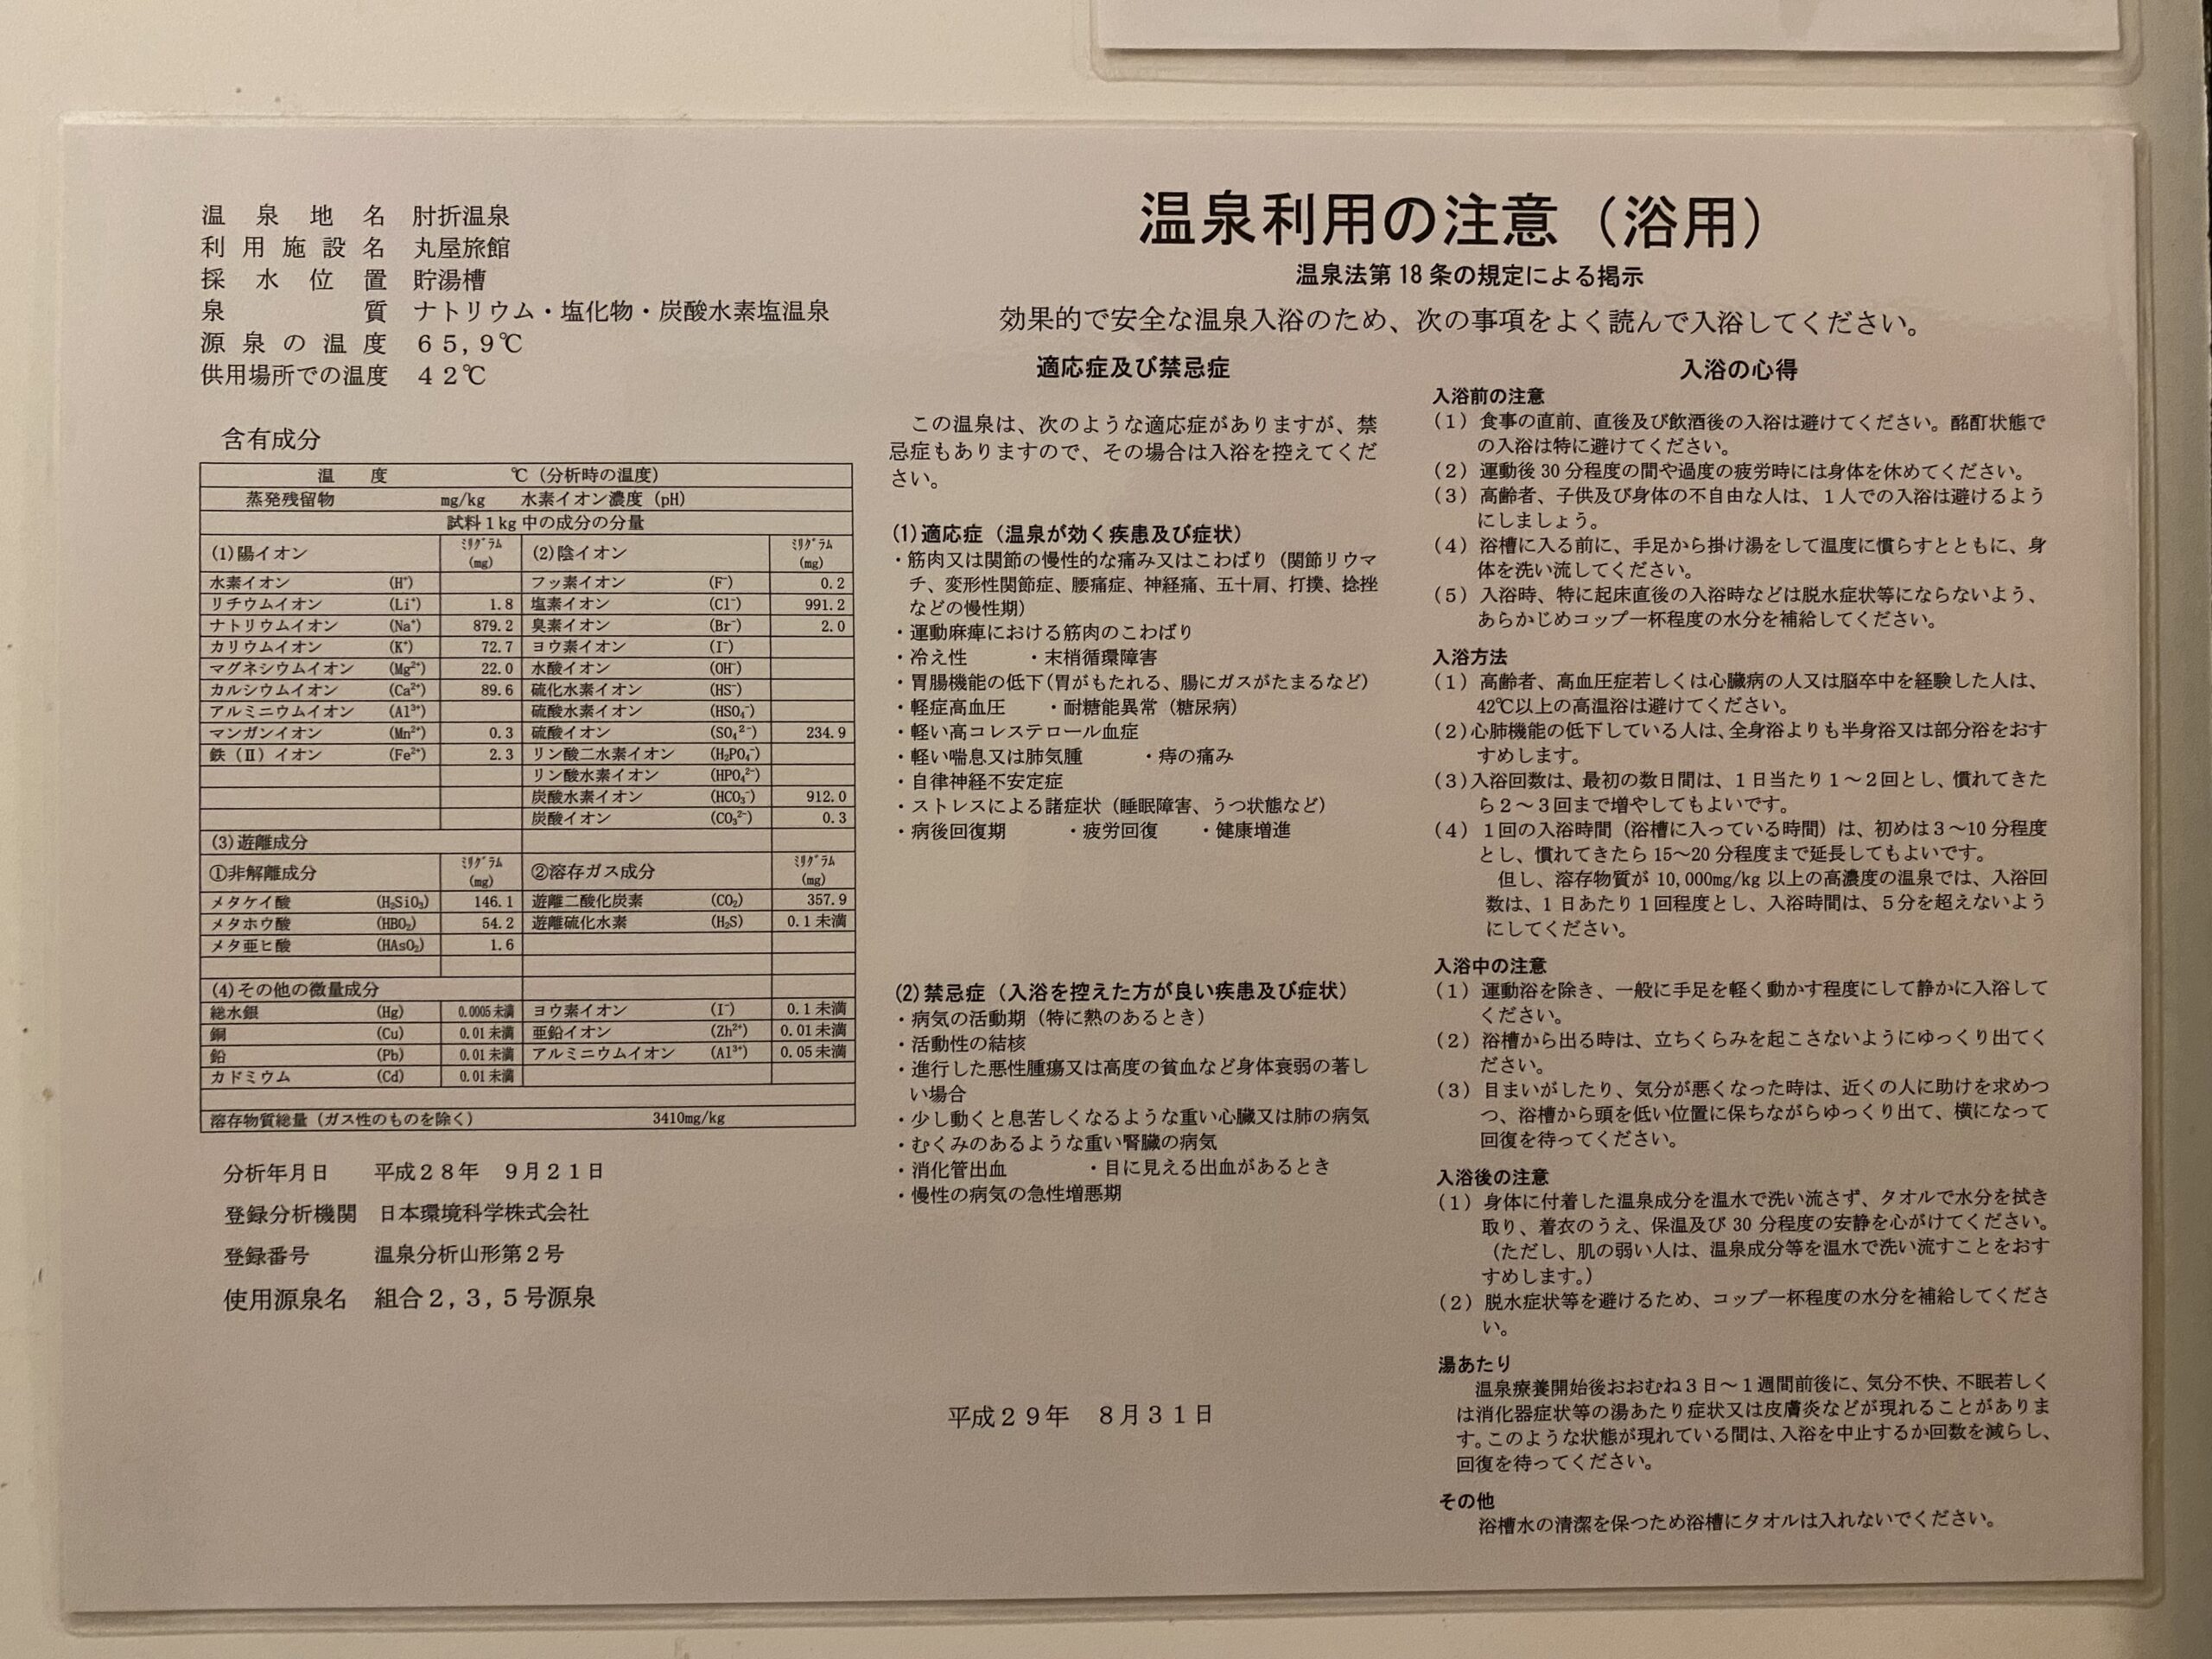 温泉利用の注意（浴用）
温泉法第18条の規定による掲示
効果的で安全な温泉入浴のため、次の事項をよく読んで入浴してください。
温泉地名 肘折温泉
利用施設名 丸屋旅館
採水位置 貯湯槽
泉質 ナトリウム・塩化物・炭酸水素塩温泉
源泉の温度 ６５,９℃
供用場所での温度 ４２℃
含有成分
温度 ℃（分析時の温度）
蒸発残留物 mg/kg 水素イオン濃度（pH）
試料１kg中の成分の分量
(1)陽イオン ﾐﾘｸﾞﾗﾑ(mg) (2)陰イオン ﾐﾘｸﾞﾗﾑ(mg)
水素イオン (H⁺) フッ素イオン (F⁻) 0.2
リチウムイオン (Li⁺) 1.8 塩素イオン (Cl⁻) 991.2
ナトリウムイオン (Na⁺) 879.2 臭素イオン (Br⁻) 2.0
カリウムイオン (K⁺) 72.7 ヨウ素イオン (I⁻)
マグネシウムイオン (Mg²⁺) 22.0 水酸イオン (OH⁻)
カルシウムイオン (Ca²⁺) 89.6 硫化水素イオン (HS⁻)
アルミニウムイオン (Al³⁺) 硫酸水素イオン (HSO₄⁻)
マンガンイオン (Mn²⁺) 0.3 硫酸イオン (SO₄²⁻) 234.9
鉄（Ⅱ）イオン (Fe²⁺) 2.3 リン酸二水素イオン (H₂PO₄⁻)
リン酸水素イオン (HPO₄²⁻)
炭酸水素イオン (HCO₃⁻) 912.0
炭酸イオン (CO₃²⁻) 0.3
(3)遊離成分
①非解離成分 ﾐﾘｸﾞﾗﾑ(mg) ②溶存ガス成分 ﾐﾘｸﾞﾗﾑ(mg)
メタケイ酸 (H₂SiO₃) 146.1 遊離二酸化炭素 (CO₂) 357.9
メタホウ酸 (HBO₂) 54.2 遊離硫化水素 (H₂S) 0.1未満
メタ亜ヒ酸 (HAsO₂) 1.6
(4)その他の微量成分
総水銀 (Hg) 0.0005未満 ヨウ素イオン (I⁻) 0.1未満
銅 (Cu) 0.01未満 亜鉛イオン (Zh²⁺) 0.01未満
鉛 (Pb) 0.01未満 アルミニウムイオン (Al³⁺) 0.05未満
カドミウム (Cd) 0.01未満
溶存物質総量（ガス性のものを除く） 3410mg/kg
分析年月日 平成２８年 ９月２１日
登録分析機関 日本環境科学株式会社
登録番号 温泉分析山形第２号
使用源泉名 組合２,３,５号源泉
適応症及び禁忌症
この温泉は、次のような適応症がありますが、禁
忌症もありますので、その場合は入浴を控えてくだ
さい。
(1)適応症（温泉が効く疾患及び症状）
・筋肉又は関節の慢性的な痛み又はこわばり（関節リウマ
チ、変形性関節症、腰痛症、神経痛、五十肩、打撲、捻挫
などの慢性期）
・運動麻痺における筋肉のこわばり
・冷え性 ・末梢循環障害
・胃腸機能の低下（胃がもたれる、腸にガスがたまるなど）
・軽症高血圧 ・耐糖能異常（糖尿病）
・軽い高コレステロール血症
・軽い喘息又は肺気腫 ・痔の痛み
・自律神経不安定症
・ストレスによる諸症状（睡眠障害、うつ状態など）
・病後回復期 ・疲労回復 ・健康増進
(2)禁忌症（入浴を控えた方が良い疾患及び症状）
・病気の活動期（特に熱のあるとき）
・活動性の結核
・進行した悪性腫瘍又は高度の貧血など身体衰弱の著し
い場合
・少し動くと息苦しくなるような重い心臓又は肺の病気
・むくみのあるような重い腎臓の病気
・消化管出血 ・目に見える出血があるとき
・慢性の病気の急性増悪期
平成２９年 ８月３１日
入浴の心得
入浴前の注意
（１）食事の直前、直後及び飲酒後の入浴は避けてください。酩酊状態で
の入浴は特に避けてください。
（２）運動後30分程度の間や過度の疲労時には身体を休めてください。
（３）高齢者、子供及び身体の不自由な人は、１人での入浴は避けるよう
にしましょう。
（４）浴槽に入る前に、手足から掛け湯をして温度に慣らすとともに、身
体を洗い流してください。
（５）入浴時、特に起床直後の入浴時などは脱水症状等にならないよう、
あらかじめコップ一杯程度の水分を補給してください。
入浴方法
（１）高齢者、高血圧症若しくは心臓病の人又は脳卒中を経験した人は、
42℃以上の高温浴は避けてください。
（２）心肺機能の低下している人は、全身浴よりも半身浴又は部分浴をおす
すめします。
（３）入浴回数は、最初の数日間は、１日当たり１～２回とし、慣れてきた
ら２～３回まで増やしてもよいです。
（４）１回の入浴時間（浴槽に入っている時間）は、初めは３～10分程度
とし、慣れてきたら15～20分程度まで延長してもよいです。
但し、溶存物質が10,000mg/kg以上の高濃度の温泉では、入浴回
数は、１日あたり１回程度とし、入浴時間は、５分を超えないよう
にしてください。
入浴中の注意
（１）運動浴を除き、一般に手足を軽く動かす程度にして静かに入浴して
ください。
（２）浴槽から出る時は、立ちくらみを起こさないようにゆっくり出てく
ださい。
（３）目まいがしたり、気分が悪くなった時は、近くの人に助けを求めつ
つ、浴槽から頭を低い位置に保ちながらゆっくり出て、横になって
回復を待ってください。
入浴後の注意
（１）身体に付着した温泉成分を温水で洗い流さず、タオルで水分を拭き
取り、着衣のうえ、保温及び30分程度の安静を心がけてください。
（ただし、肌の弱い人は、温泉成分等を温水で洗い流すことをおす
すめします。）
（２）脱水症状等を避けるため、コップ一杯程度の水分を補給してくださ
い。
湯あたり
温泉療養開始後おおむね３日～１週間前後に、気分不快、不眠若しく
は消化器症状等の湯あたり症状又は皮膚炎などが現れることがありま
す。このような状態が現れている間は、入浴を中止するか回数を減らし、
回復を待ってください。
その他
浴槽水の清潔を保つため浴槽にタオルは入れないでください。